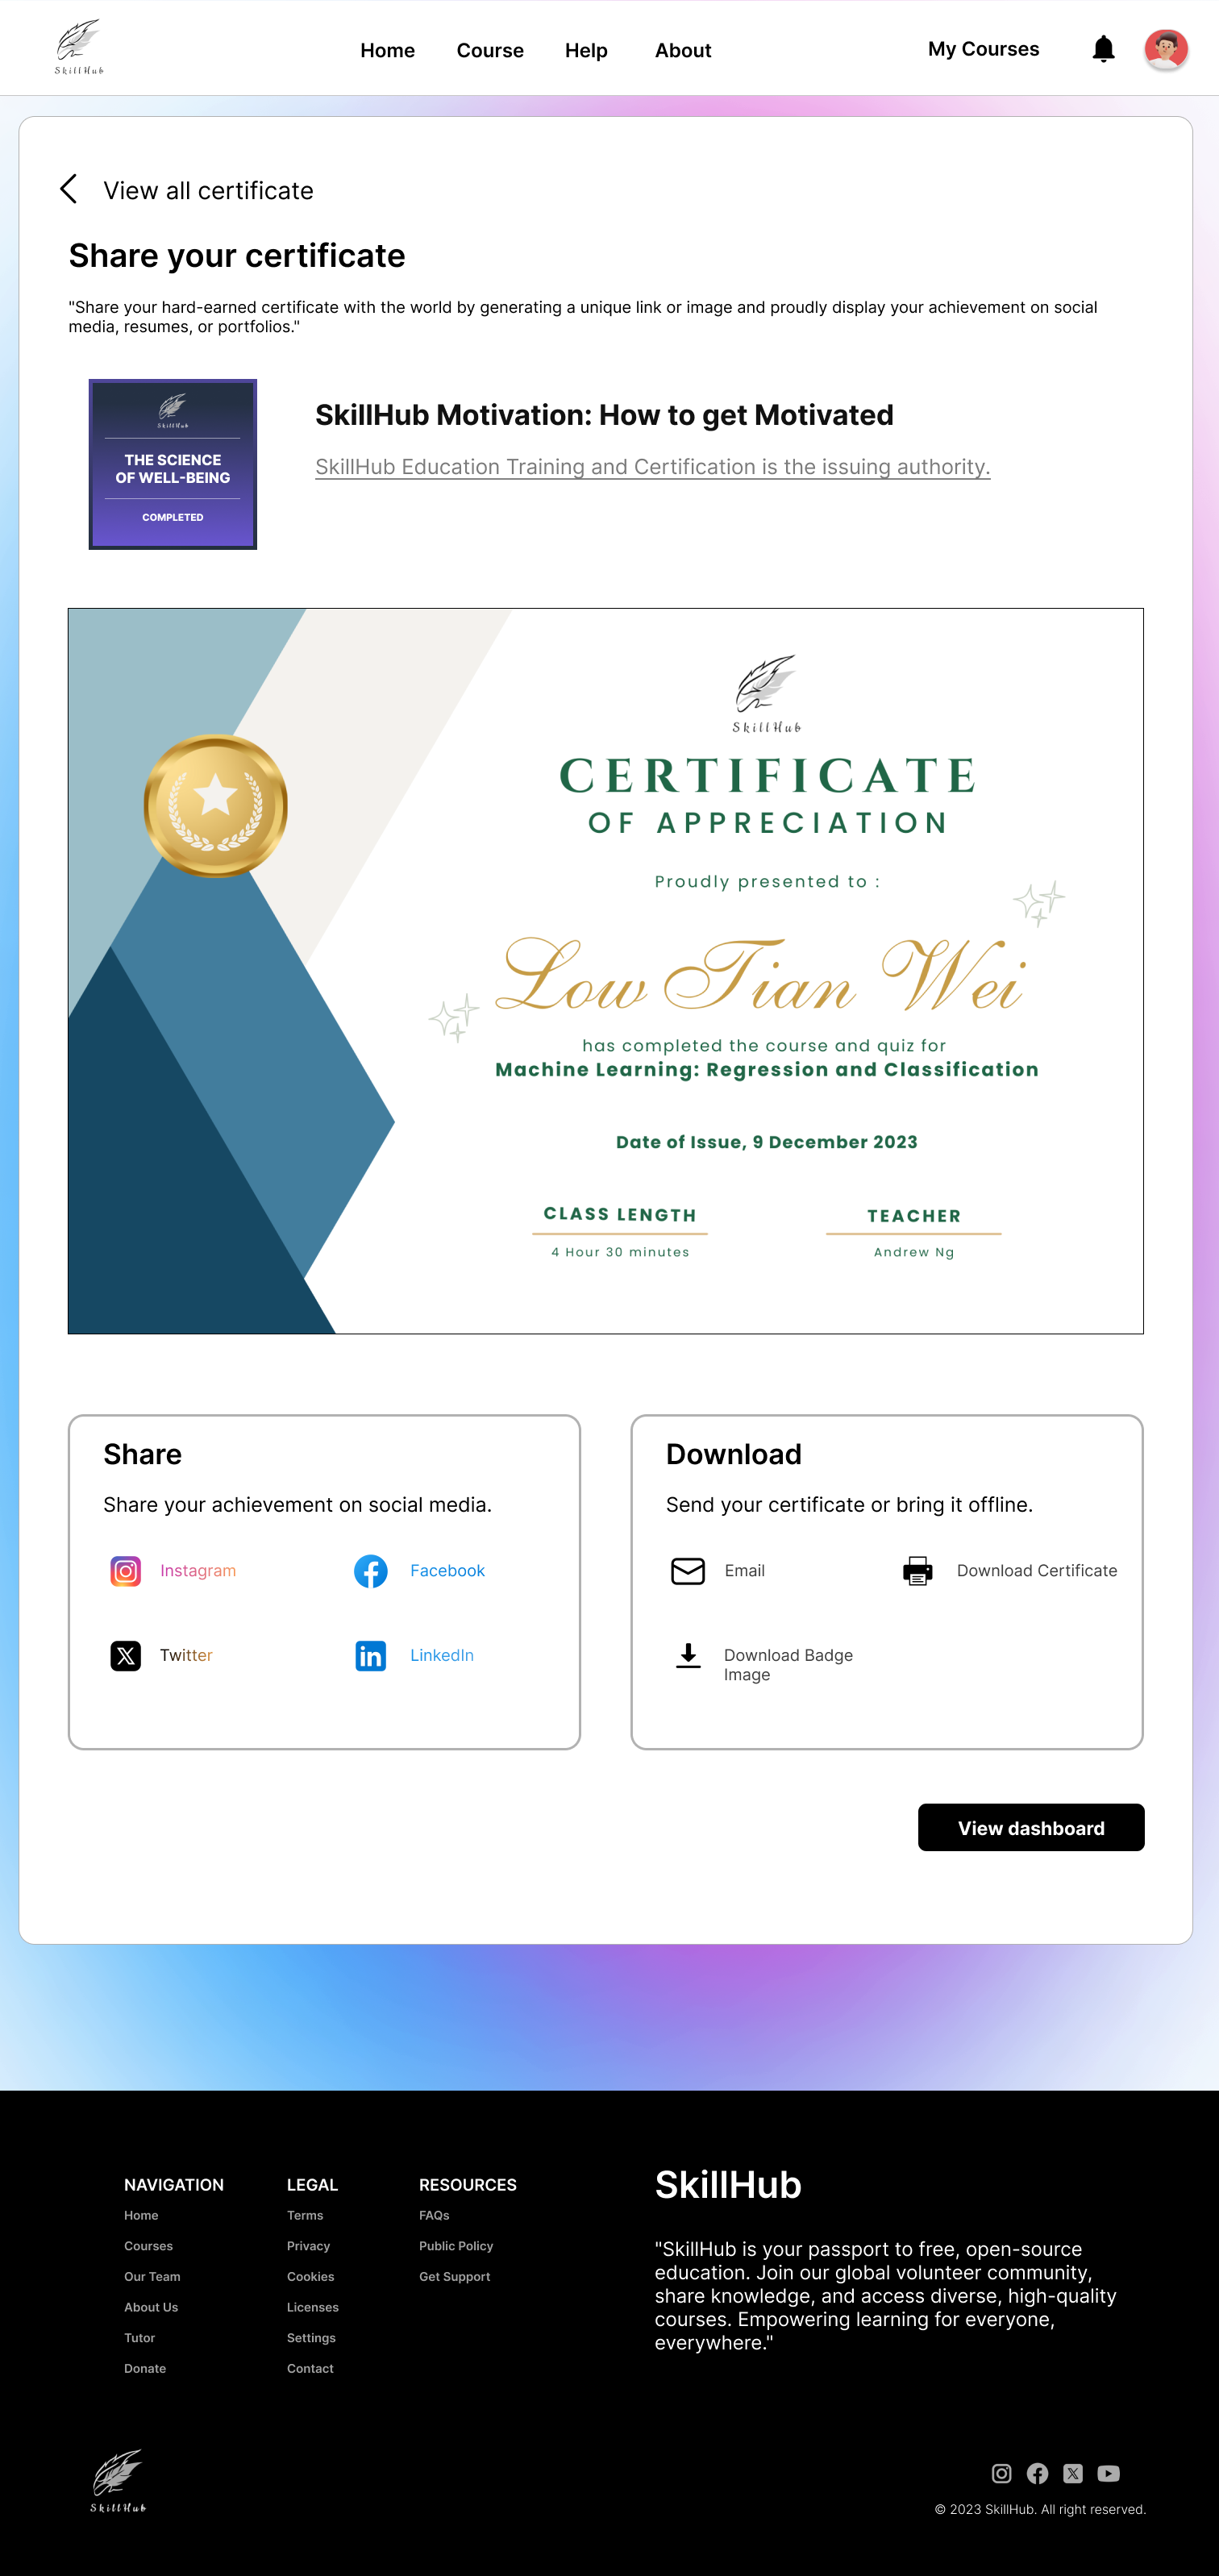 SkillHub
Home
Course
Help
About
My Courses
View all certificate
Share your certificate
"Share your hard-earned certificate with the world by generating a unique link or image and proudly display your achievement on social
media, resumes, or portfolios."
SkillHub
THE SCIENCE
OF WELL-BEING
COMPLETED
SkillHub Motivation: How to get Motivated
SkillHub Education Training and Certification is the issuing authority.
SkillHub
CERTIFICATE
OF APPRECIATION
Proudly presented to :
Low Tian Wei
has completed the course and quiz for
Machine Learning: Regression and Classification
Date of Issue, 9 December 2023
CLASS LENGTH
4 Hour 30 minutes
TEACHER
Andrew Ng
Share
Share your achievement on social media.
Instagram
Facebook
Twitter
LinkedIn
Download
Send your certificate or bring it offline.
Email
Download Certificate
Download Badge
Image
View dashboard
NAVIGATION
Home
Courses
Our Team
About Us
Tutor
Donate
LEGAL
Terms
Privacy
Cookies
Licenses
Settings
Contact
RESOURCES
FAQs
Public Policy
Get Support
SkillHub
"SkillHub is your passport to free, open-source
education. Join our global volunteer community,
share knowledge, and access diverse, high-quality
courses. Empowering learning for everyone,
everywhere."
SkillHub
© 2023 SkillHub. All right reserved.